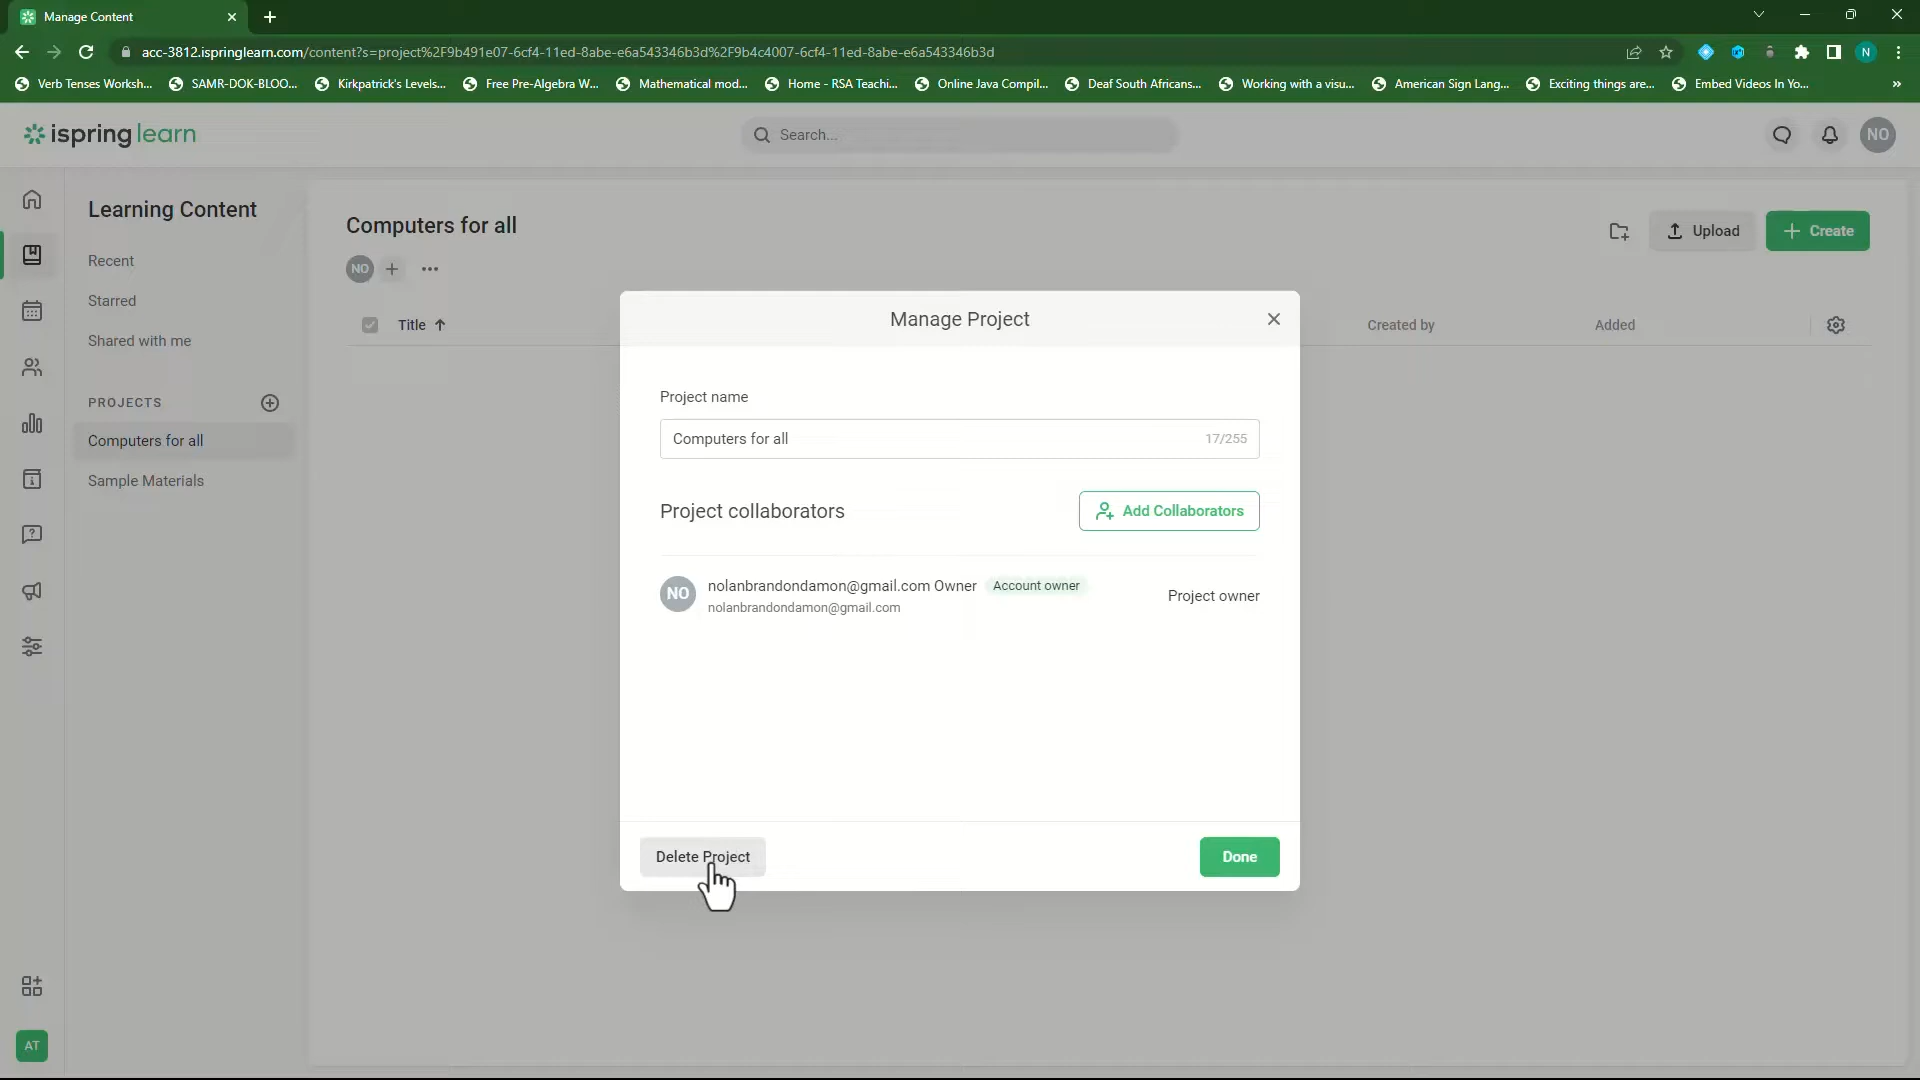 Manage Content
acc-3812.ispringlearn.com/content?s=project%2F9b491e07-6cf4-11ed-8abe-e6a543346b3d%2F9b4c4007-6cf4-11ed-8abe-e6a543346b3d
N
Verb Tenses Worksh...
SAMR-DOK-BLOO...
Kirkpatrick's Levels...
Free Pre-Algebra W...
Mathematical mod...
Home - RSA Teachi...
Online Java Compil...
Deaf South Africans...
Working with a visu...
American Sign Lang...
Exciting things are...
Embed Videos In Yo...
»
ispring learn
Search...
NO
Learning Content
Recent
Starred
Shared with me
PROJECTS
Computers for all
Sample Materials
AT
Computers for all
NO
Upload
Create
Title
Created by
Added
Manage Project
Project name
Computers for all
17/255
Project collaborators
Add Collaborators
NO
nolanbrandondamon@gmail.com Owner
Account owner
nolanbrandondamon@gmail.com
Project owner
Delete Project
Done